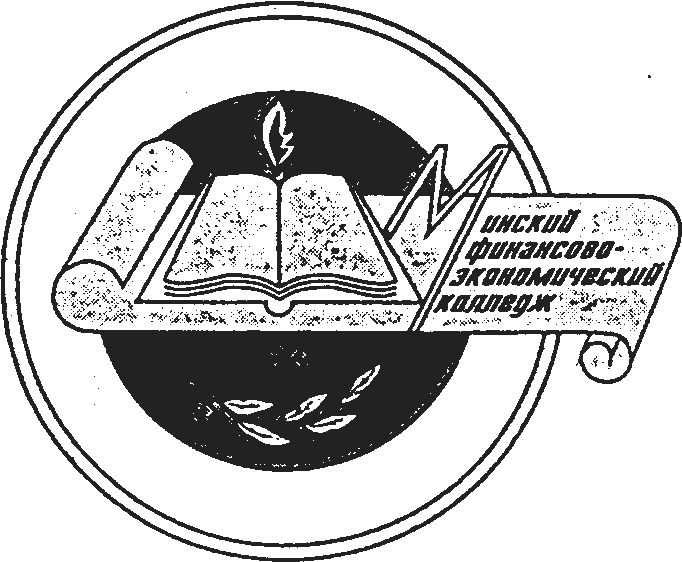 Минский
финансово-
экономический
колледж